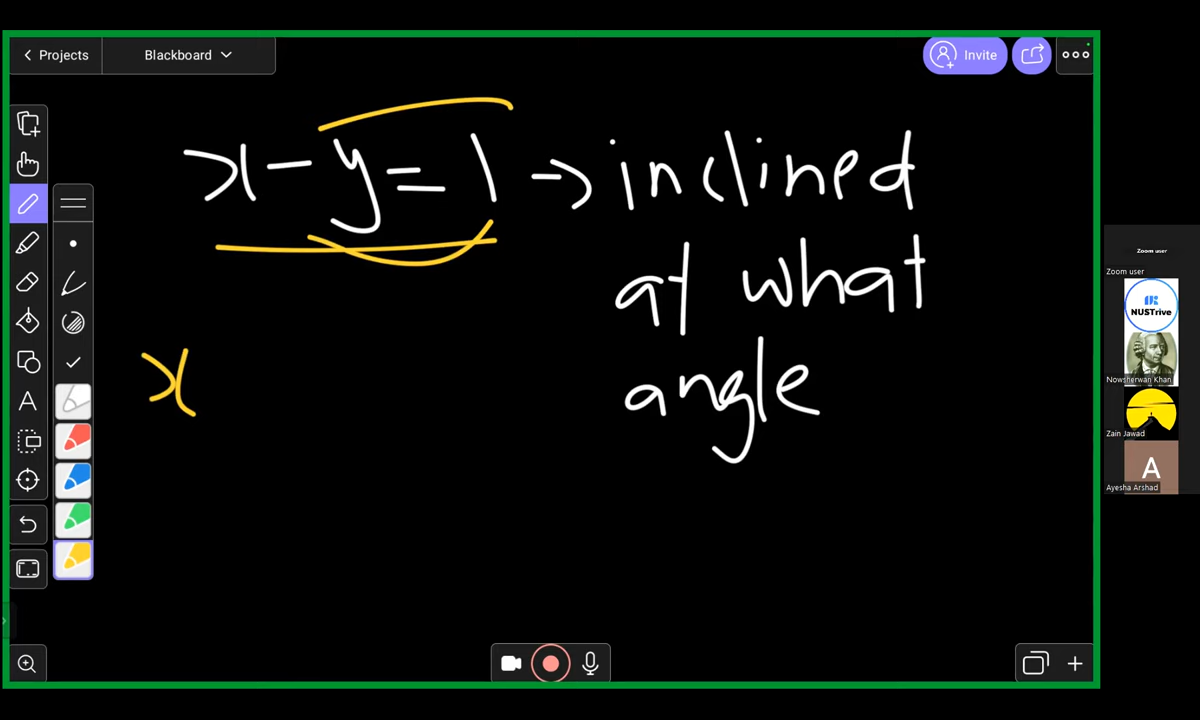 Projects
Blackboard
Invite
x - y = 1 → inclined
at what
angle
x
A
Zoom user
Zoom user
NUSTrive
Nowsherwan Khan
Zain Jawad
A
Ayesha Arshad